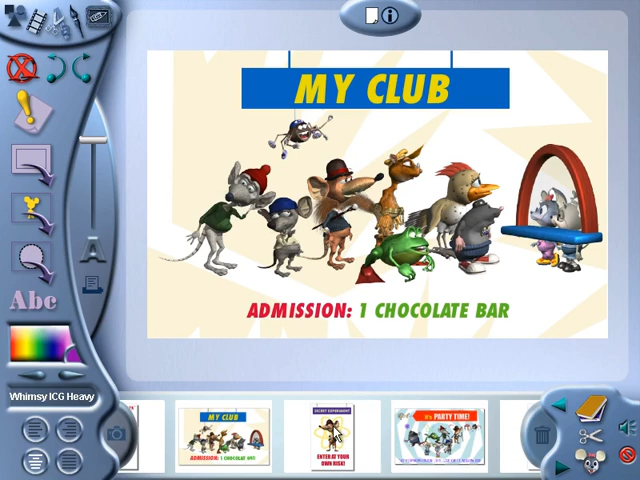 MY CLUB
ADMISSION: 1 CHOCOLATE BAR
A
Abc
Whimsy ICG Heavy
MY CLUB
ADMISSION: 1 CHOCOLAT BAR
SECRET EXPERIMENT
ENTER AT YOUR
OWN RISK!
It's PARTY TIME!